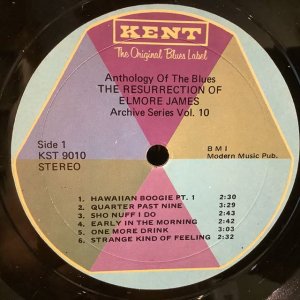 KENT
The Original Blues Label
Anthology Of The Blues
THE RESURRECTION OF
ELMORE JAMES
Archive Series Vol. 10
Side 1
KST 9010
STEREO
B M I
Modern Music Pub.
1. HAWAIIAN BOOGIE PT. 1 2:30
2. QUARTER PAST NINE 3:29
3. SHO NUFF I DO 2:43
4. EARLY IN THE MORNING 2:42
5. ONE MORE DRINK 3:03
6. STRANGE KIND OF FEELING 2:32